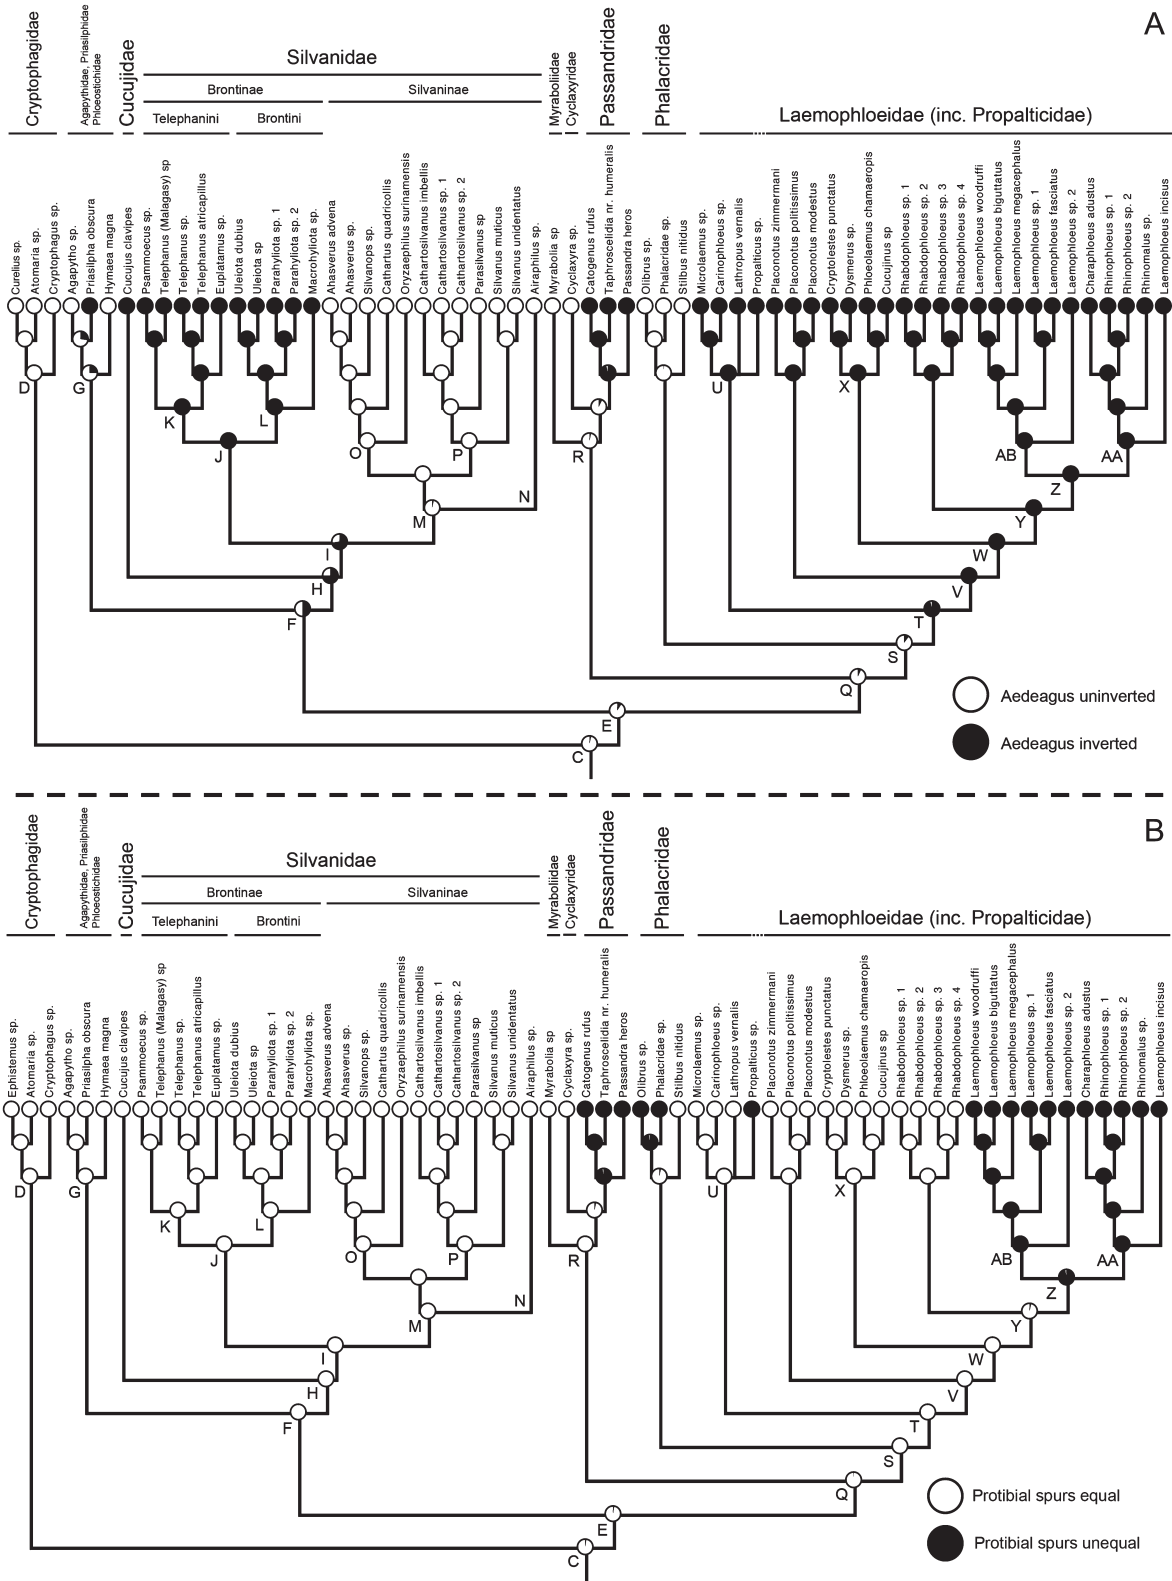 A
Cryptophagidae
Agapythidae, Priasilphidae
Phloeostichidae
Cucujidae
Silvanidae
Brontinae
Silvaninae
Telephanini
Brontini
Myraboliidae
Cyclaxyridae
Passandridae
Phalacridae
Laemophloeidae (inc. Propalticidae)
Curelius sp.
Atomaria sp.
Cryptophagus sp.
Agapytho sp.
Priasilpha obscura
Hymaea magna
Cucujus clavipes
Psammoecus sp.
Telephanus (Malagasy) sp
Telephanus sp.
Telephanus atricapillus
Euplatamus sp.
Uleiota dubius
Uleiota sp
Parahyliota sp. 1
Parahyliota sp. 2
Macrohyliota sp.
Ahasverus advena
Ahasverus sp.
Silvanops sp.
Cathartus quadricollis
Oryzaephilus surinamensis
Cathartosilvanus imbellis
Cathartosilvanus sp. 1
Cathartosilvanus sp. 2
Parasilvanus sp
Silvanus muticus
Silvanus unidentatus
Airaphilus sp.
Myrabolia sp
Cyclaxyra sp.
Catogenus rufus
Taphroscelidia nr. humeralis
Passandra heros
Olibrus sp.
Phalacridae sp.
Stilbus nitidus
Microlaemus sp.
Carinophloeus sp.
Lathropus vernalis
Propalticus sp.
Placonotus zimmermani
Placonotus politissimus
Placonotus modestus
Cryptolestes punctatus
Dysmerus sp.
Phloeolaemus chamaeropis
Cucujinus sp
Rhabdophloeus sp. 1
Rhabdophloeus sp. 2
Rhabdophloeus sp. 3
Rhabdophloeus sp. 4
Laemophloeus woodruffi
Laemophloeus biguttatus
Laemophloeus megacephalus
Laemophloeus sp. 1
Laemophloeus fasciatus
Laemophloeus sp. 2
Charaphloeus adustus
Rhinophloeus sp. 1
Rhinophloeus sp. 2
Rhinomalus sp.
Laemophloeus incisus
D
G
U
X
K
L
J
O
P
R
AB
AA
Z
N
M
Y
I
W
H
V
F
T
S
Q
E
C
Aedeagus uninverted
Aedeagus inverted
B
Cryptophagidae
Agapythidae, Priasilphidae
Phloeostichidae
Cucujidae
Silvanidae
Brontinae
Silvaninae
Telephanini
Brontini
Myraboliidae
Cyclaxyridae
Passandridae
Phalacridae
Laemophloeidae (inc. Propalticidae)
Ephistemus sp.
Atomaria sp.
Cryptophagus sp.
Agapytho sp.
Priasilpha obscura
Hymaea magna
Cucujus clavipes
Psammoecus sp.
Telephanus (Malagasy) sp
Telephanus sp.
Telephanus atricapillus
Euplatamus sp.
Uleiota dubius
Uleiota sp
Parahyliota sp. 1
Parahyliota sp. 2
Macrohyliota sp.
Ahasverus advena
Ahasverus sp.
Silvanops sp.
Cathartus quadricollis
Oryzaephilus surinamensis
Cathartosilvanus imbellis
Cathartosilvanus sp. 1
Cathartosilvanus sp. 2
Parasilvanus sp
Silvanus muticus
Silvanus unidentatus
Airaphilus sp.
Myrabolia sp
Cyclaxyra sp.
Catogenus rufus
Taphroscelidia nr. humeralis
Passandra heros
Olibrus sp.
Phalacridae sp.
Stilbus nitidus
Microlaemus sp.
Carinophloeus sp.
Lathropus vernalis
Propalticus sp.
Placonotus zimmermani
Placonotus politissimus
Placonotus modestus
Cryptolestes punctatus
Dysmerus sp.
Phloeolaemus chamaeropis
Cucujinus sp
Rhabdophloeus sp. 1
Rhabdophloeus sp. 2
Rhabdophloeus sp. 3
Rhabdophloeus sp. 4
Laemophloeus woodruffi
Laemophloeus biguttatus
Laemophloeus megacephalus
Laemophloeus sp. 1
Laemophloeus fasciatus
Laemophloeus sp. 2
Charaphloeus adustus
Rhinophloeus sp. 1
Rhinophloeus sp. 2
Rhinomalus sp.
Laemophloeus incisus
D
G
U
X
K
L
J
O
P
R
AB
AA
Z
N
M
Y
I
W
H
V
F
T
S
Q
E
C
Protibial spurs equal
Protibial spurs unequal